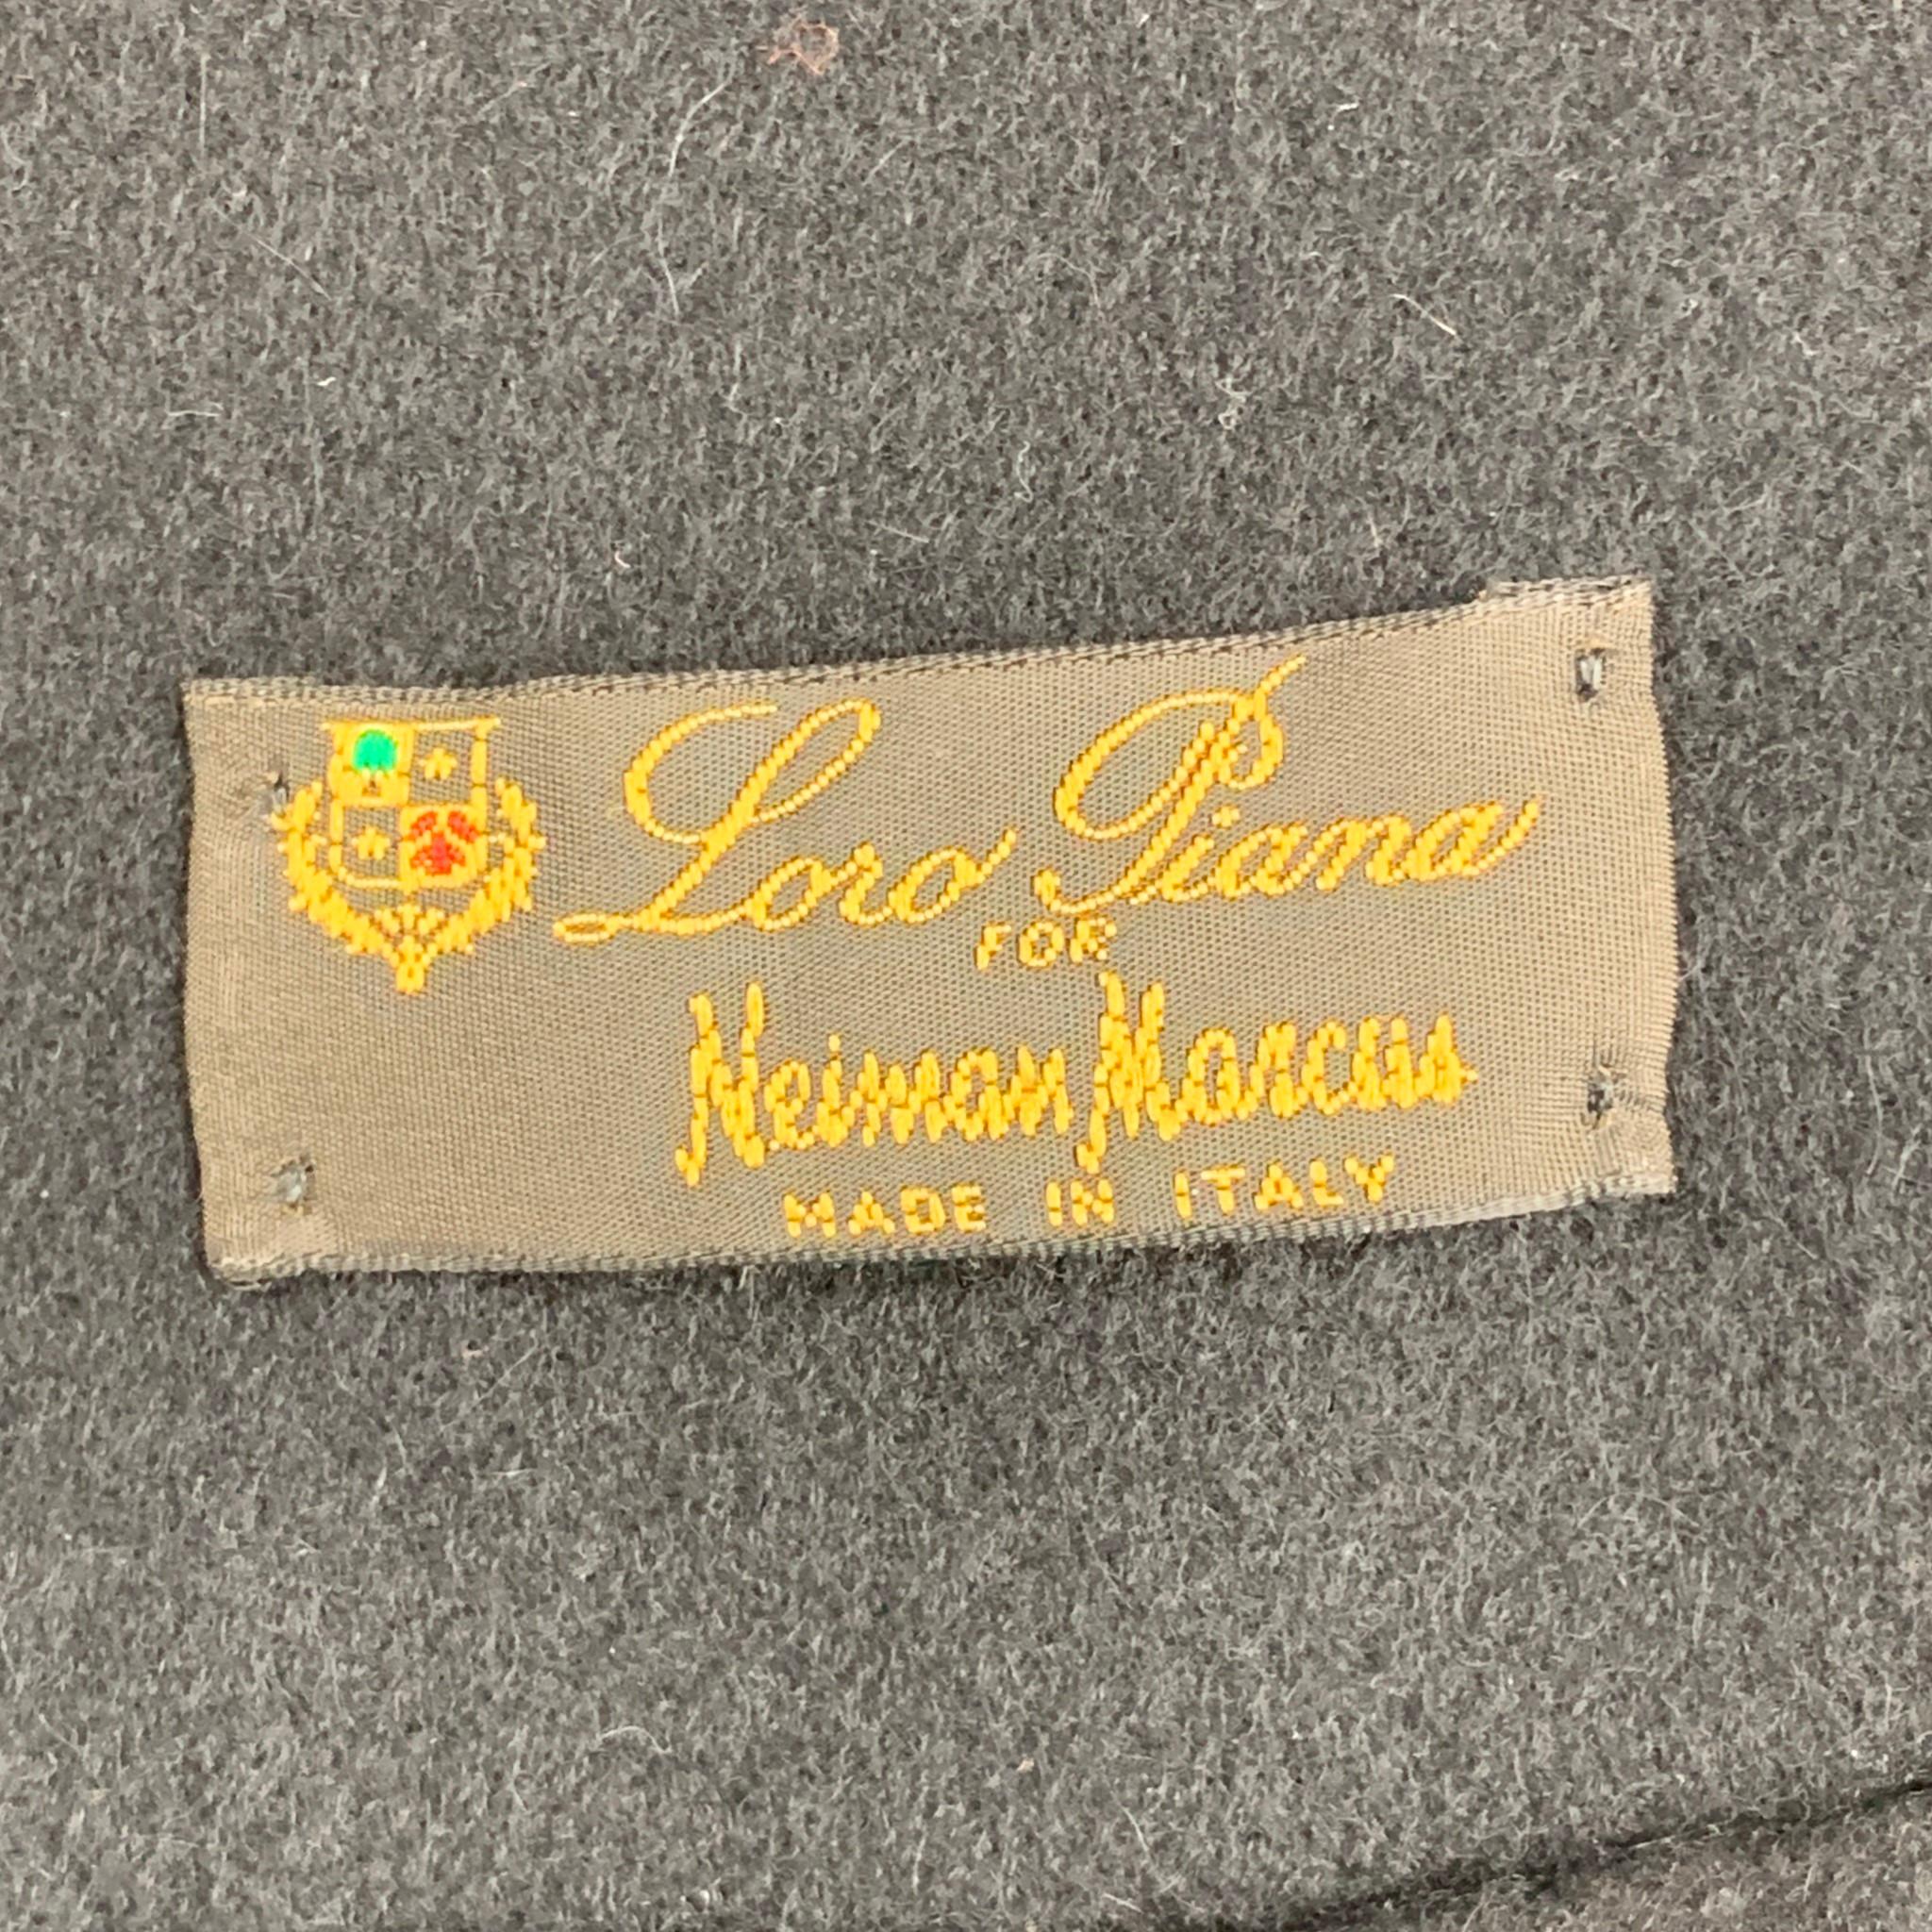 Loro Piana
FOR
Neiman Marcus
MADE IN ITALY